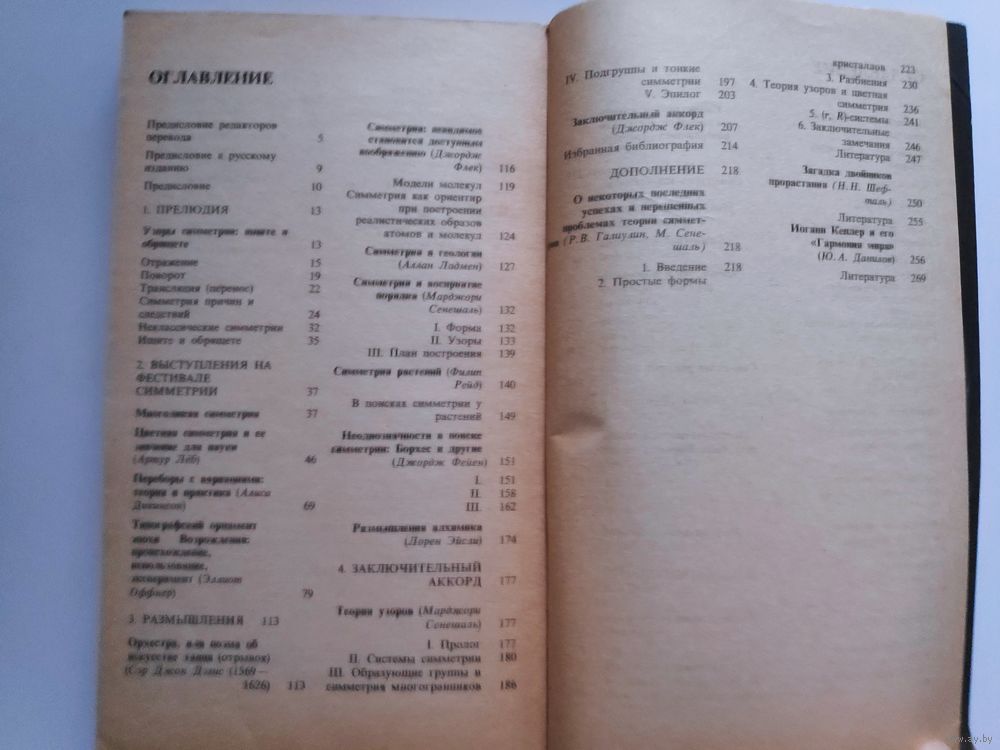 ОГЛАВЛЕНИЕ
Предисловие редакторов
перевода 5
Предисловие к русскому
изданию 9
Предисловие 10
1. ПРЕЛЮДИЯ 13
Узоры симметрии: ищите и
обрящете 13
Отражение 15
Поворот 19
Трансляция (перенос) 22
Симметрия причин и
следствий 24
Неклассические симметрии 32
Ищите и обрящете 35
2. ВЫСТУПЛЕНИЯ НА
ФЕСТИВАЛЕ
СИММЕТРИИ 37
Многоликая симметрия 37
Цветная симметрия и ее
значение для науки
(Артур Лёб) 46
Переборы с вариациями:
теория и практика (Алиса
Дикинсон) 69
Типографский орнамент
эпохи Возрождения:
происхождение,
использование,
эксперимент (Эллиот
Оффнер) 79
3. РАЗМЫШЛЕНИЯ 113
Орхестра, или поэма об
искусстве танца (отрывок)
(Сэр Джон Дэвис (1569—
1626) 113
Симметрия: невидимое
становится доступным
воображению (Джордж
Флек) 116
Модели молекул 119
Симметрия как ориентир
при построении
реалистических образов
атомов и молекул 124
Симметрия в геологии
(Аллан Людмен) 127
Симметрия и восприятие
порядка (Марджори
Сенешаль) 132
I. Форма 132
II. Узоры 133
III. План построения 139
Симметрия растений (Филип
Рейд) 140
В поисках симметрии у
растений 149
Неоднозначности в поиске
симметрии: Борхес и другие
(Джордж Фейен) 151
I. 151
II. 158
III. 162
Размышления алхимика
(Лорен Эйсли) 174
4. ЗАКЛЮЧИТЕЛЬНЫЙ
АККОРД 177
Теория узоров (Марджори
Сенешаль) 177
I. Пролог 177
II. Системы симметрии 180
III. Образующие группы и
симметрия многогранников 186
IV. Подгруппы и тонкие
симметрии 197
V. Эпилог 203
Заключительный аккорд
(Джордж Флек) 207
Избранная библиография 214
ДОПОЛНЕНИЕ 218
О некоторых последних
успехах и нерешенных
проблемах теории симмет-
рии (Р.В. Галиулин, М. Сене-
шаль) 218
1. Введение 218
2. Простые формы
кристаллов 223
3. Разбиения 230
4. Теория узоров и цветная
симметрия 236
5. (r, R)-системы 241
6. Заключительные
замечания 246
Литература 247
Загадка двойников
прорастания (Н.Н. Шеф-
таль) 250
Литература 255
Иоганн Кеплер и его
«Гармония мира»
(Ю.А. Данилов) 256
Литература 269